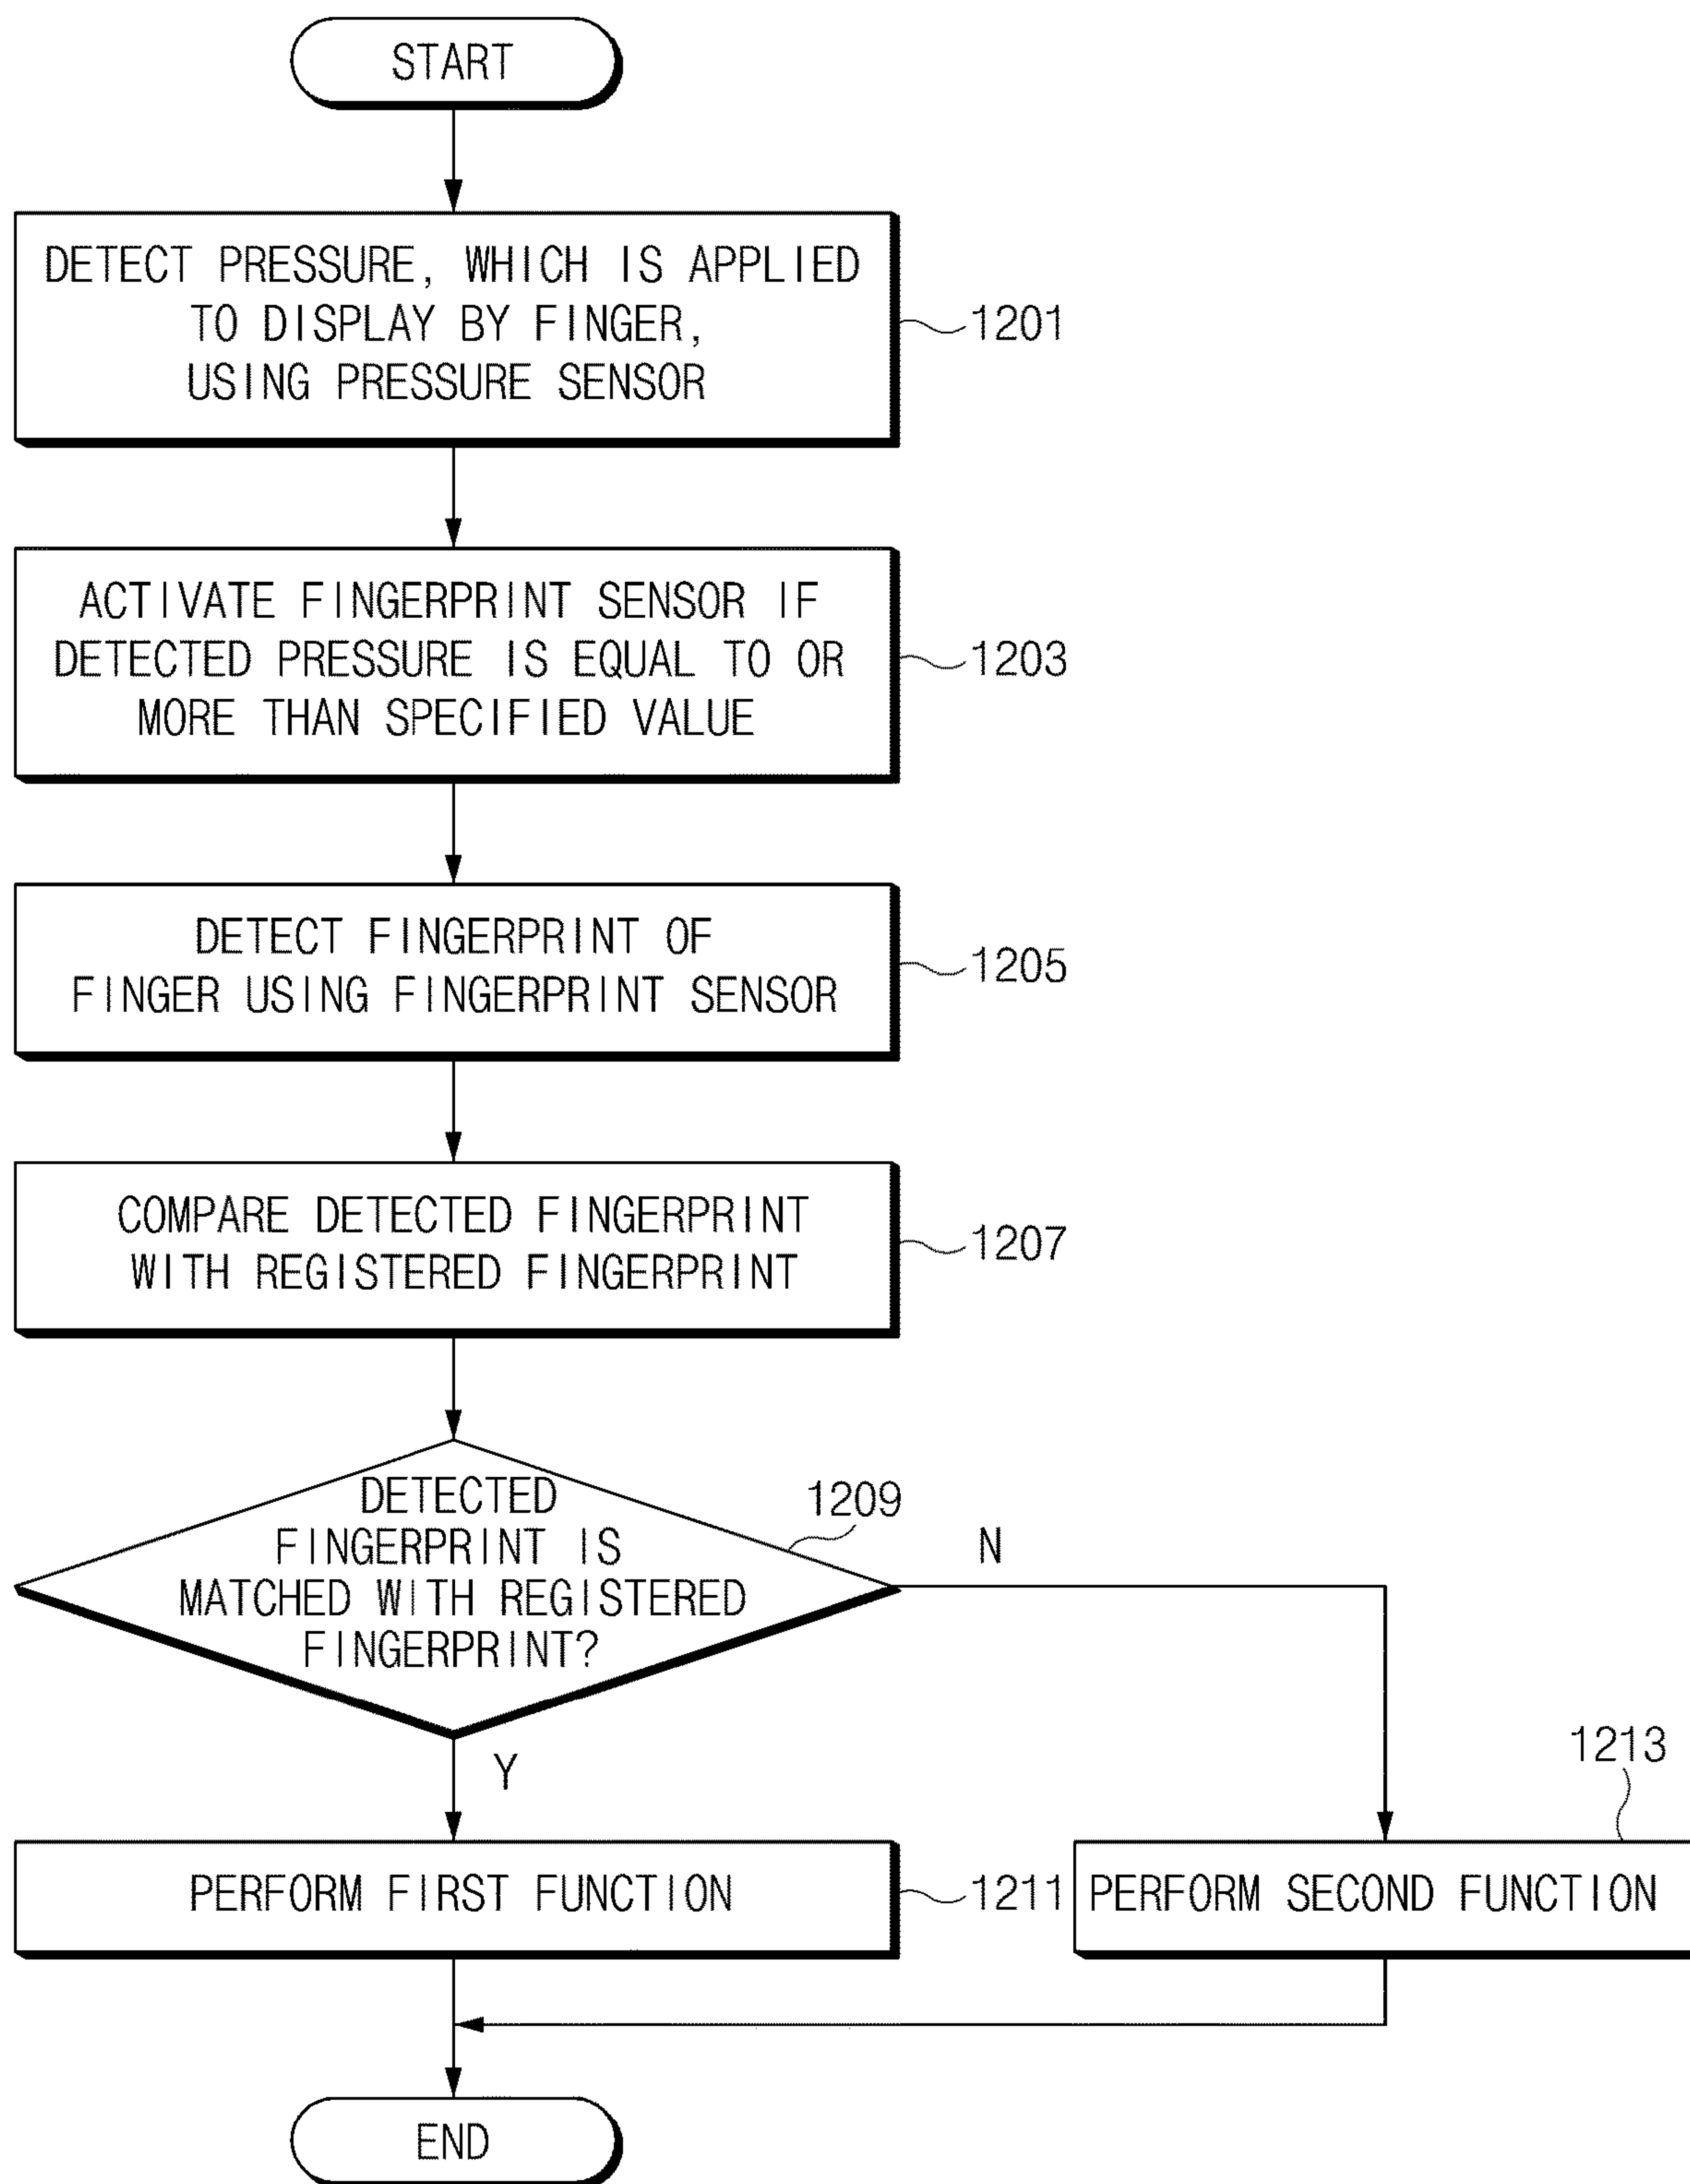 START
DETECT PRESSURE, WHICH IS APPLIED
TO DISPLAY BY FINGER,
USING PRESSURE SENSOR
1201
ACTIVATE FINGERPRINT SENSOR IF
DETECTED PRESSURE IS EQUAL TO OR
MORE THAN SPECIFIED VALUE
1203
DETECT FINGERPRINT OF
FINGER USING FINGERPRINT SENSOR
1205
COMPARE DETECTED FINGERPRINT
WITH REGISTERED FINGERPRINT
1207
DETECTED
FINGERPRINT IS
MATCHED WITH REGISTERED
FINGERPRINT?
1209
N
Y
PERFORM FIRST FUNCTION
1211
1213
PERFORM SECOND FUNCTION
END